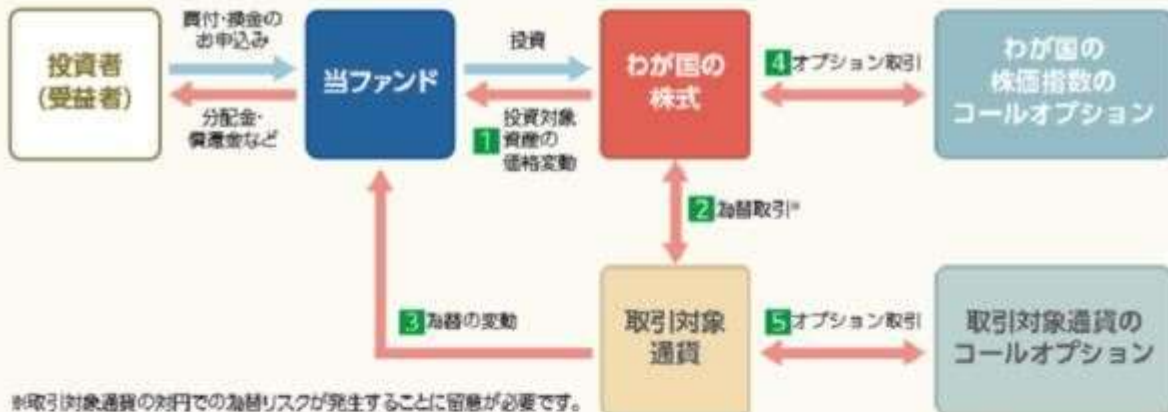 買付・換金の
お申込み
投資者
(受益者)
分配金・
償還金など
当ファンド
投資
1 投資対象
資産の
価格変動
わが国の
株式
4 オプション取引
わが国の
株価指数の
コールオプション
2 為替取引※
3 為替の変動
取引対象
通貨
5 オプション取引
取引対象通貨の
コールオプション
※取引対象通貨の対円での為替リスクが発生することに留意が必要です。